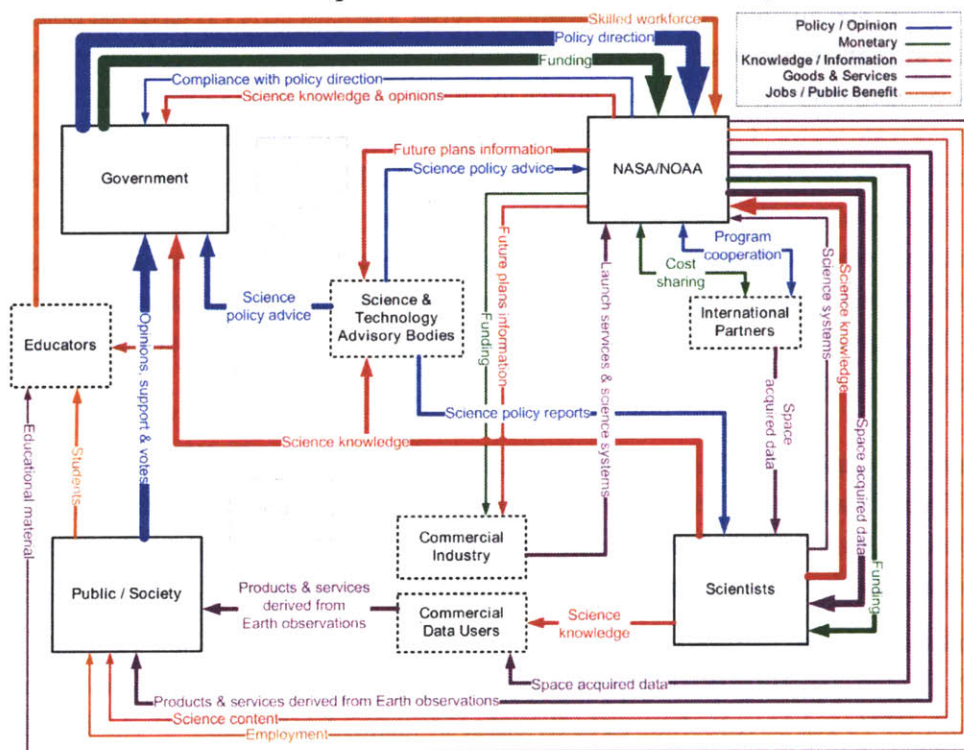 Skilled workforce
Policy direction
Funding
Compliance with policy direction
Science knowledge & opinions
Policy / Opinion
Monetary
Knowledge / Information
Goods & Services
Jobs / Public Benefit
Government
Future plans information
Science policy advice
NASA/NOAA
Program
cooperation
Cost
sharing
Science
policy advice
Science &
Technology
Advisory Bodies
International
Partners
Educators
Opinions, support & votes
Funding
Future plans information
Launch services & science systems
Science systems
Science knowledge
Space acquired data
Space
acquired data
Funding
Science policy reports
Science knowledge
Educational material
Students
Commercial
Industry
Public / Society
Products & services
derived from
Earth observations
Commercial
Data Users
Science
knowledge
Scientists
Space acquired data
Products & services derived from Earth observations
Science content
Employment